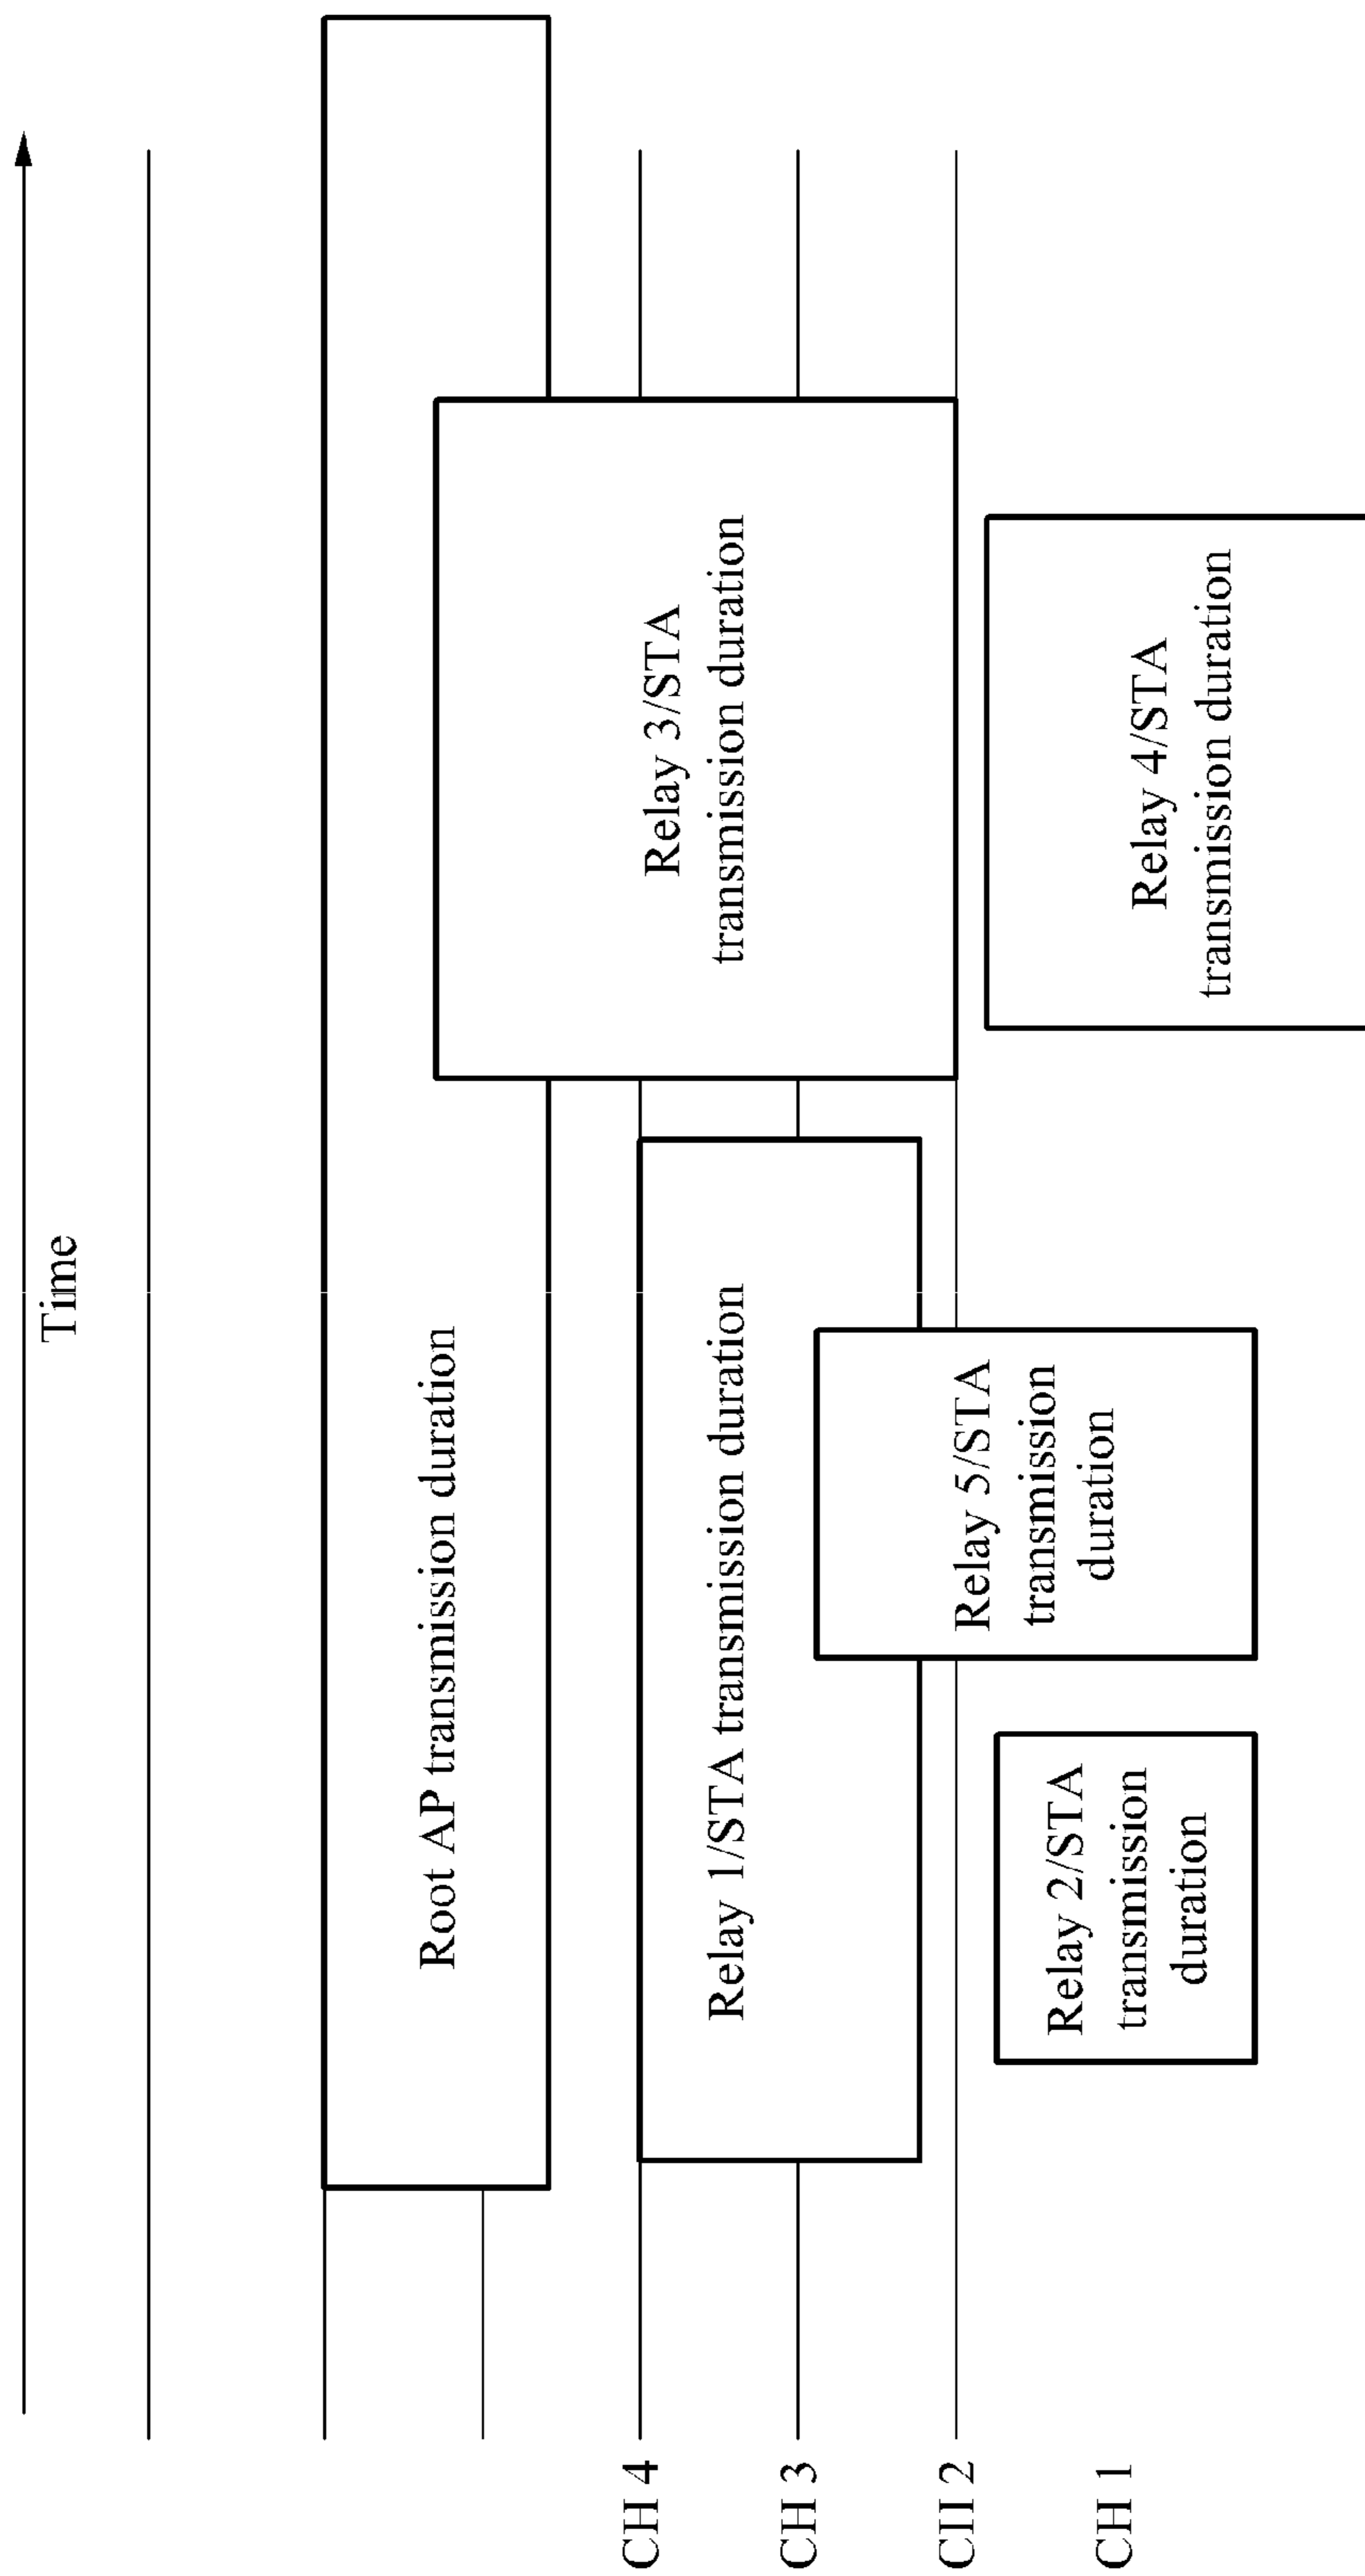 Time
Root AP transmission duration
CH 4
Relay 3/STA
transmission duration
Relay 1/STA transmission duration
CH 3
CII 2
Relay 5/STA
transmission
duration
Relay 2/STA
transmission
duration
CH 1
Relay 4/STA
transmission duration